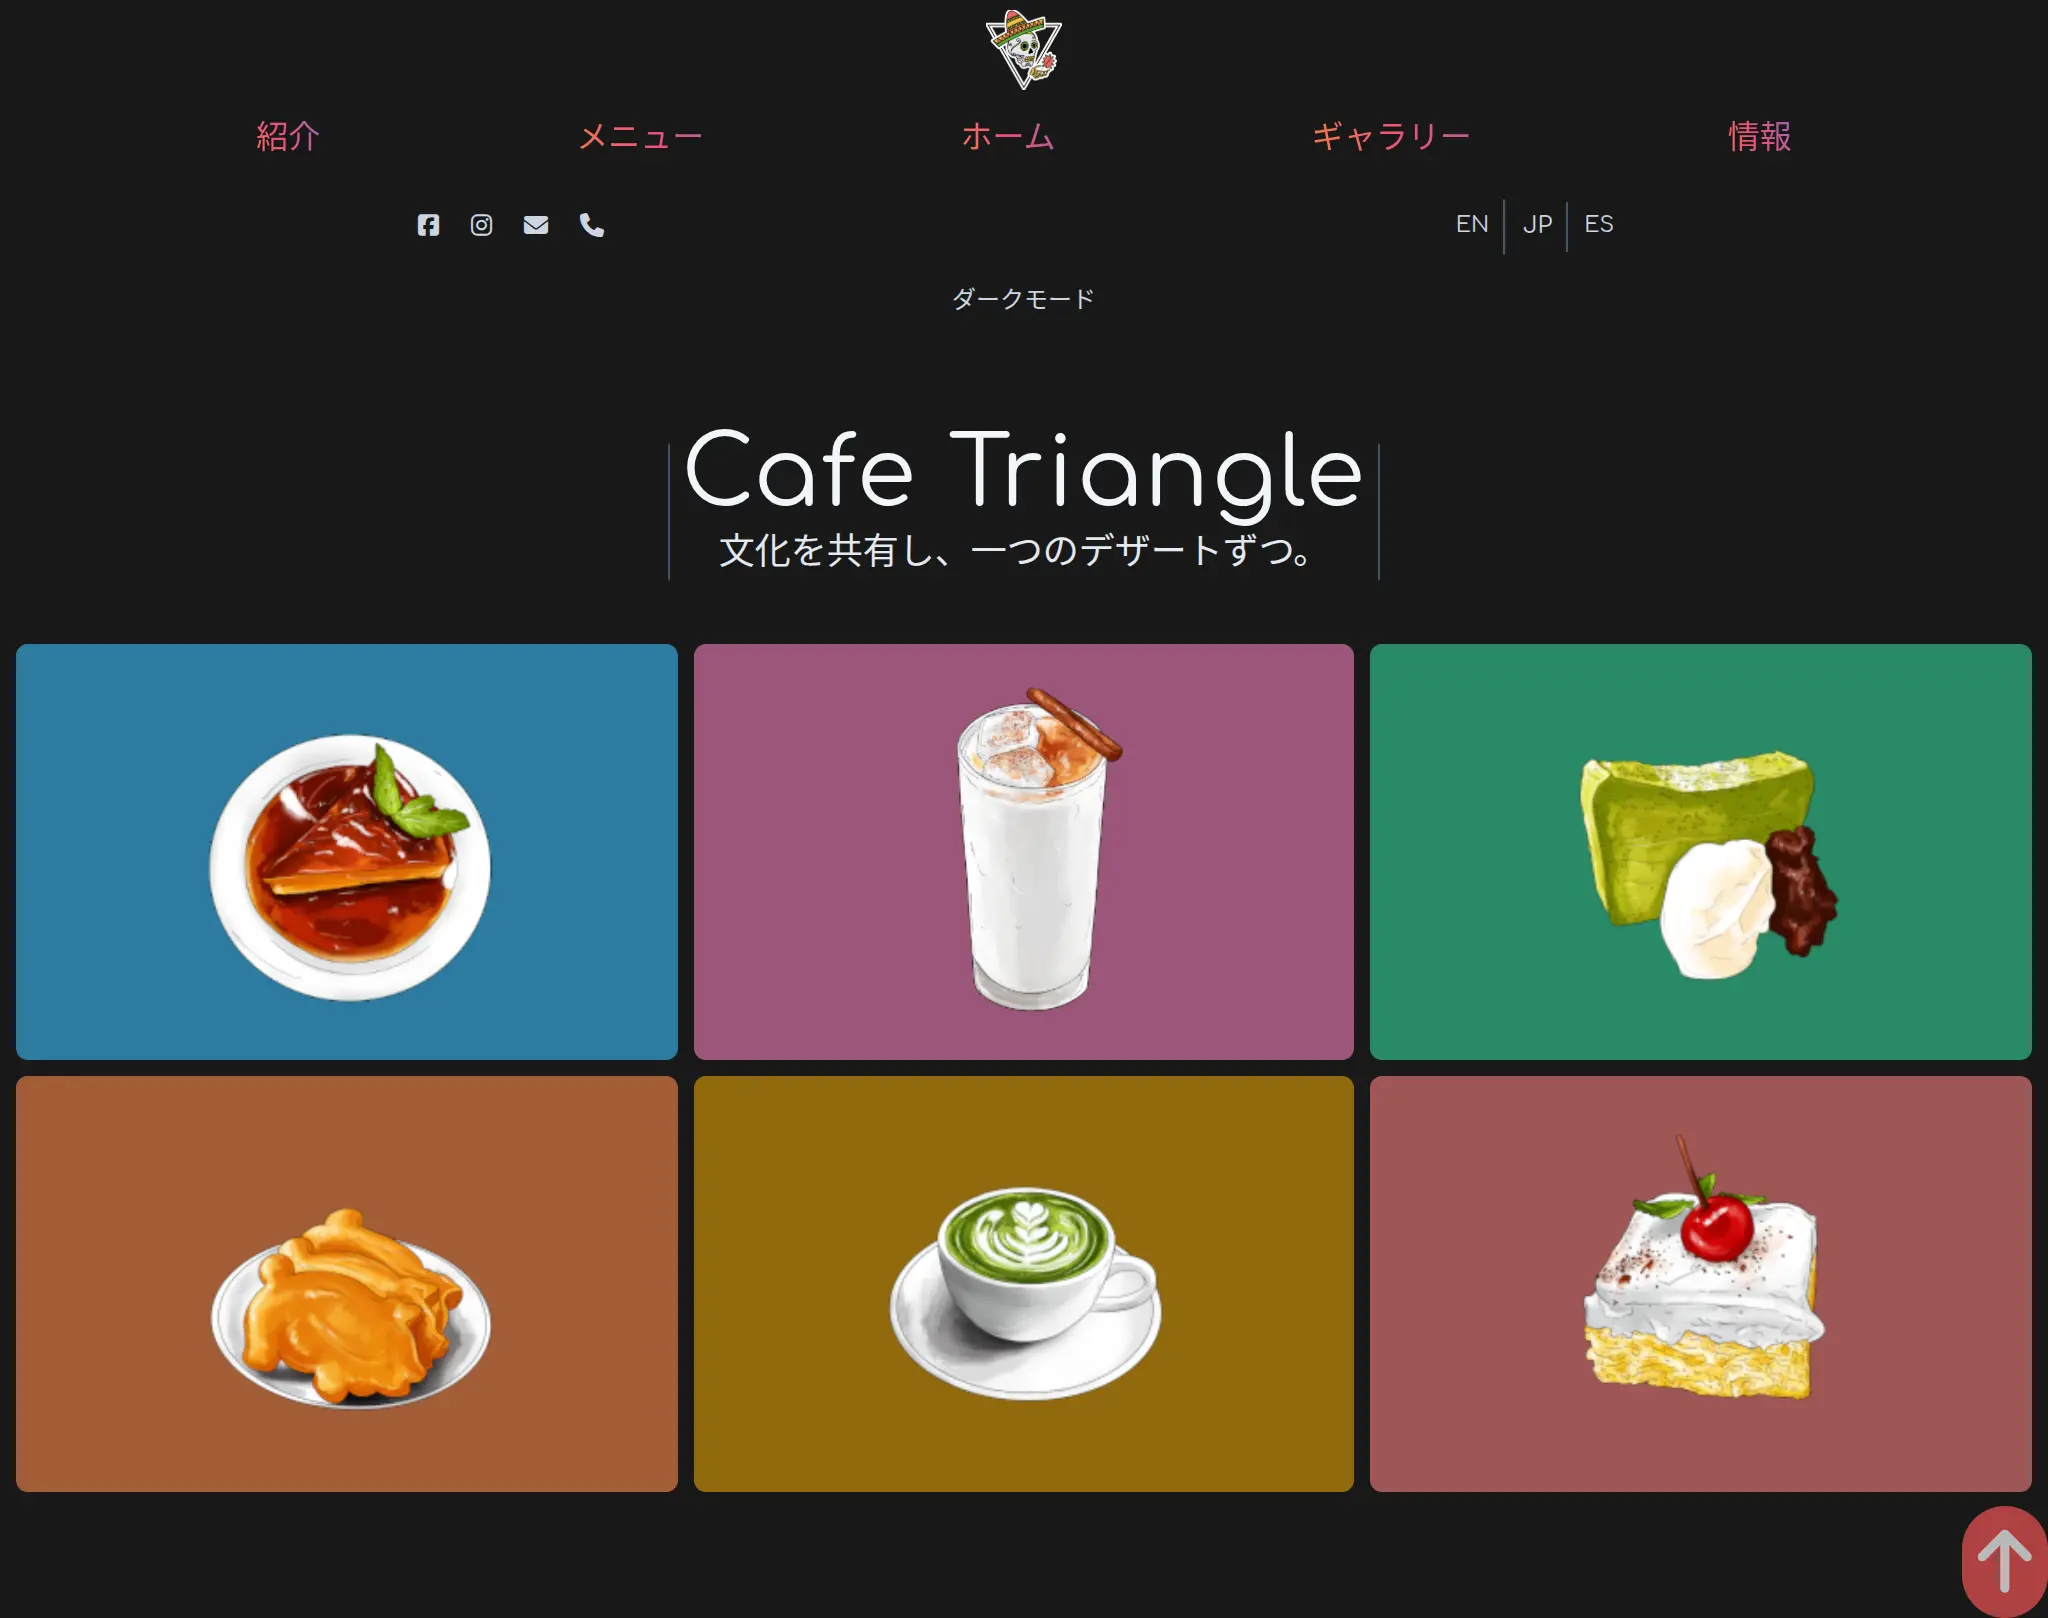 紹介
メニュー
ホーム
ギャラリー
情報
EN
JP
ES
ダークモード
Cafe Triangle
文化を共有し、一つのデザートずつ。